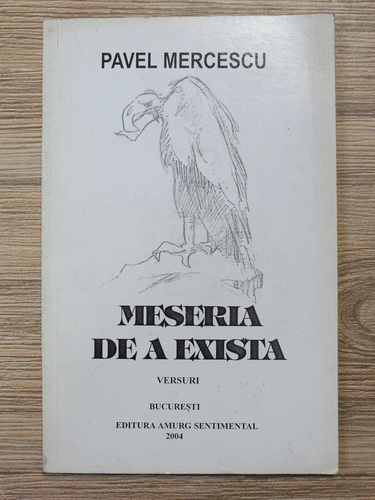 PAVEL MERCESCU
MESERIA
DE A EXISTA
VERSURI
BUCUREȘTI
EDITURA AMURG SENTIMENTAL
2004